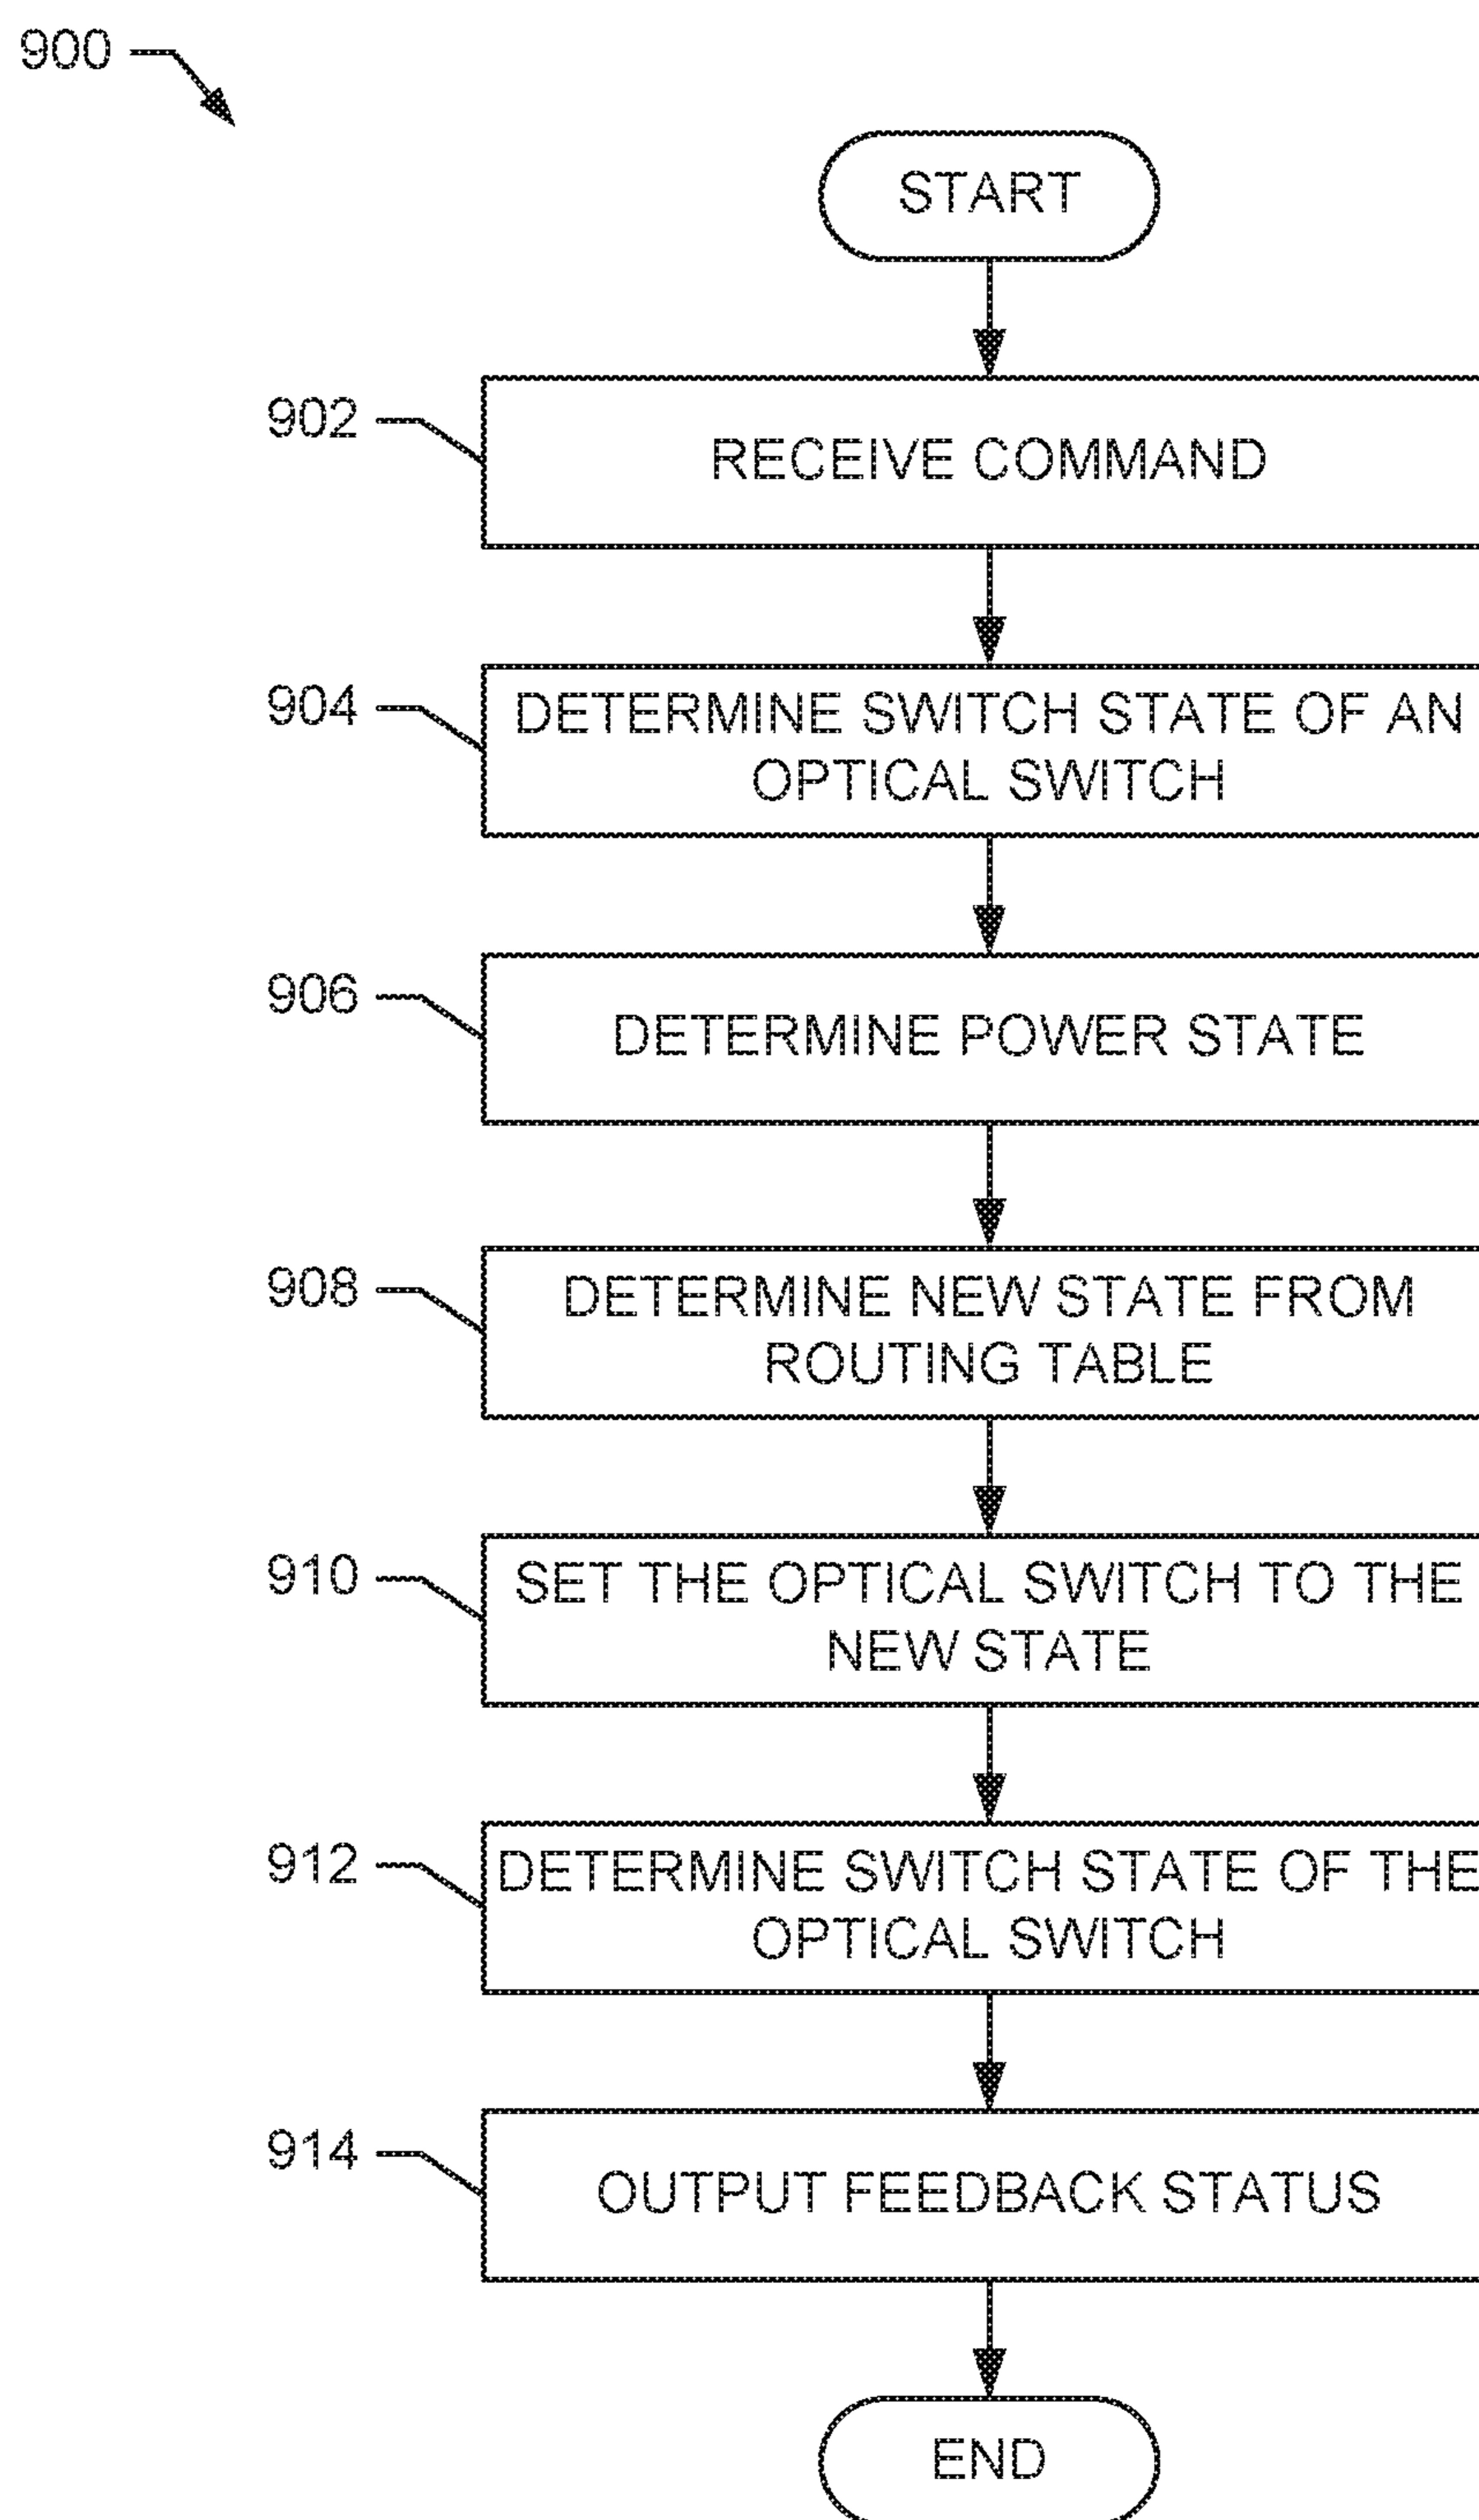 900
START
902
RECEIVE COMMAND
904
DETERMINE SWITCH STATE OF AN
OPTICAL SWITCH
906
DETERMINE POWER STATE
908
DETERMINE NEW STATE FROM
ROUTING TABLE
910
SET THE OPTICAL SWITCH TO THE
NEW STATE
912
DETERMINE SWITCH STATE OF THE
OPTICAL SWITCH
914
OUTPUT FEEDBACK STATUS
END